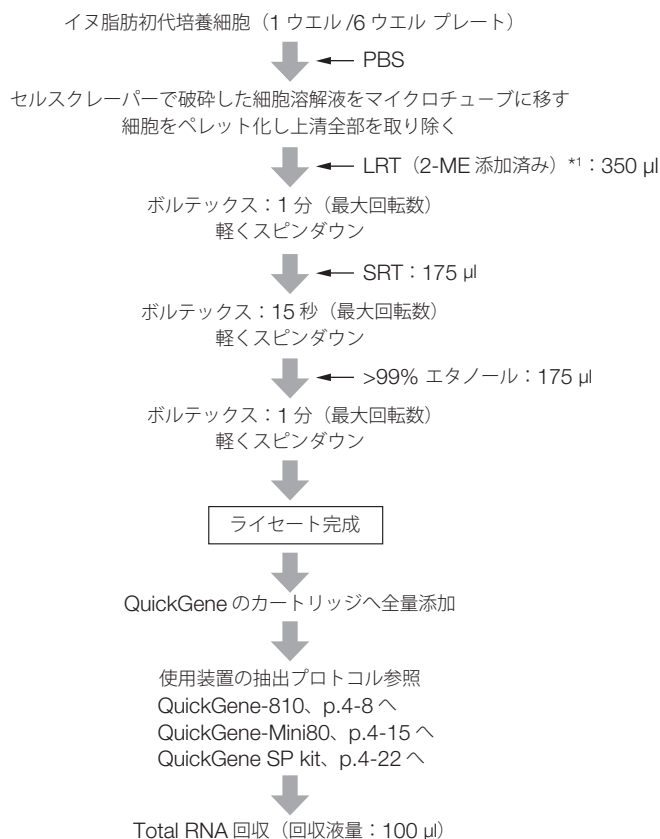 イヌ脂肪初代培養細胞（1 ウエル /6 ウエル プレート）
PBS
セルスクレーパーで破砕した細胞溶解液をマイクロチューブに移す
細胞をペレット化し上清全部を取り除く
LRT（2-ME 添加済み）*1：350 µl
ボルテックス：1 分（最大回転数）
軽くスピンダウン
SRT：175 µl
ボルテックス：15 秒（最大回転数）
軽くスピンダウン
>99% エタノール：175 µl
ボルテックス：1 分（最大回転数）
軽くスピンダウン
ライセート完成
QuickGene のカートリッジへ全量添加
使用装置の抽出プロトコル参照
QuickGene-810、p.4-8 へ
QuickGene-Mini80、p.4-15 へ
QuickGene SP kit、p.4-22 へ
Total RNA 回収（回収液量：100 µl）